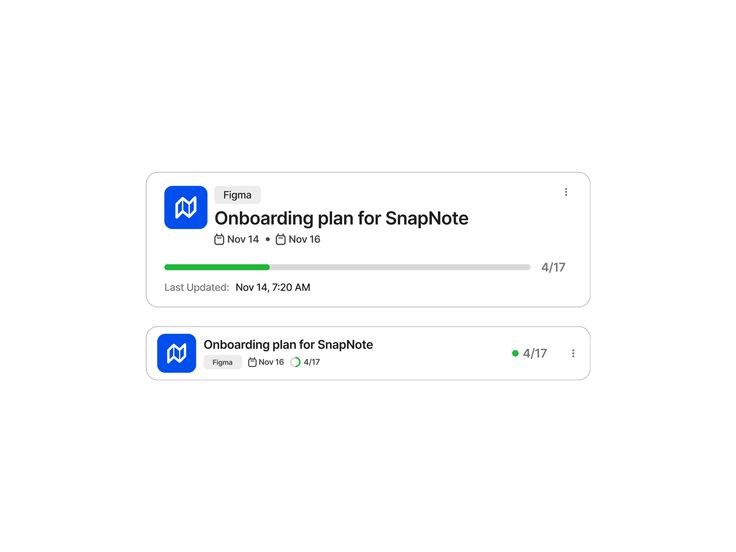 Figma
Onboarding plan for SnapNote
Nov 14 • Nov 16
4/17
Last Updated: Nov 14, 7:20 AM
Onboarding plan for SnapNote
Figma Nov 16 4/17
4/17